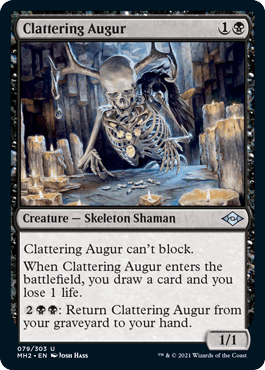 Clattering Augur 1
Creature — Skeleton Shaman
Clattering Augur can't block.
When Clattering Augur enters the
battlefield, you draw a card and you
lose 1 life.
2: Return Clattering Augur from
your graveyard to your hand.
1/1
079/303 U
MH2 • EN Josh Hass
™ & © 2021 Wizards of the Coast